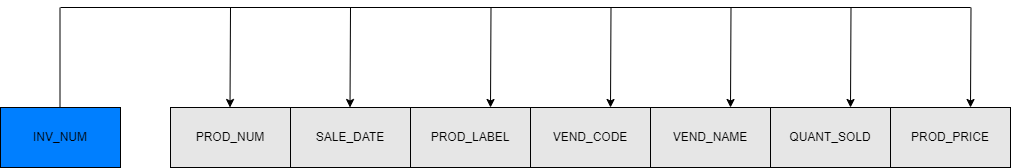 INV_NUM PROD_NUM SALE_DATE PROD_LABEL VEND_CODE VEND_NAME QUANT_SOLD PROD_PRICE